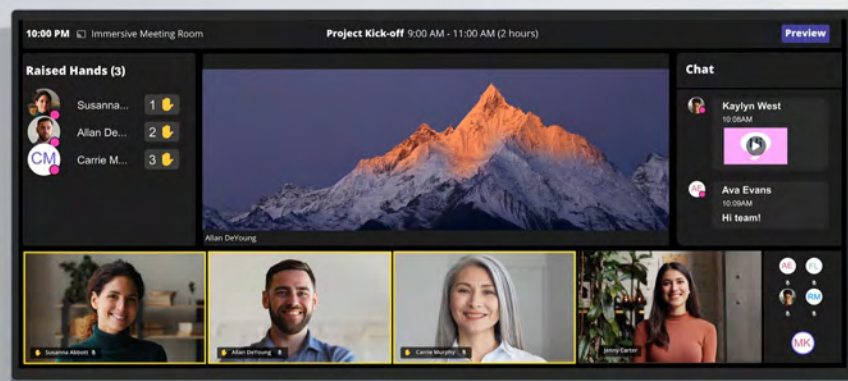 10:00 PM Immersive Meeting Room
Project Kick-off 9:00 AM - 11:00 AM (2 hours)
Preview
Raised Hands (3)
Susanna... 1
Allan De... 2
CM Carrie M... 3
Allan DeYoung
Chat
Kaylyn West
10:08AM
AE Ava Evans
10:09AM
Hi team!
Susanna Abbott
Allan DeYoung
Carrie Murphy
Jenny Carter
AE FL
RM
MK